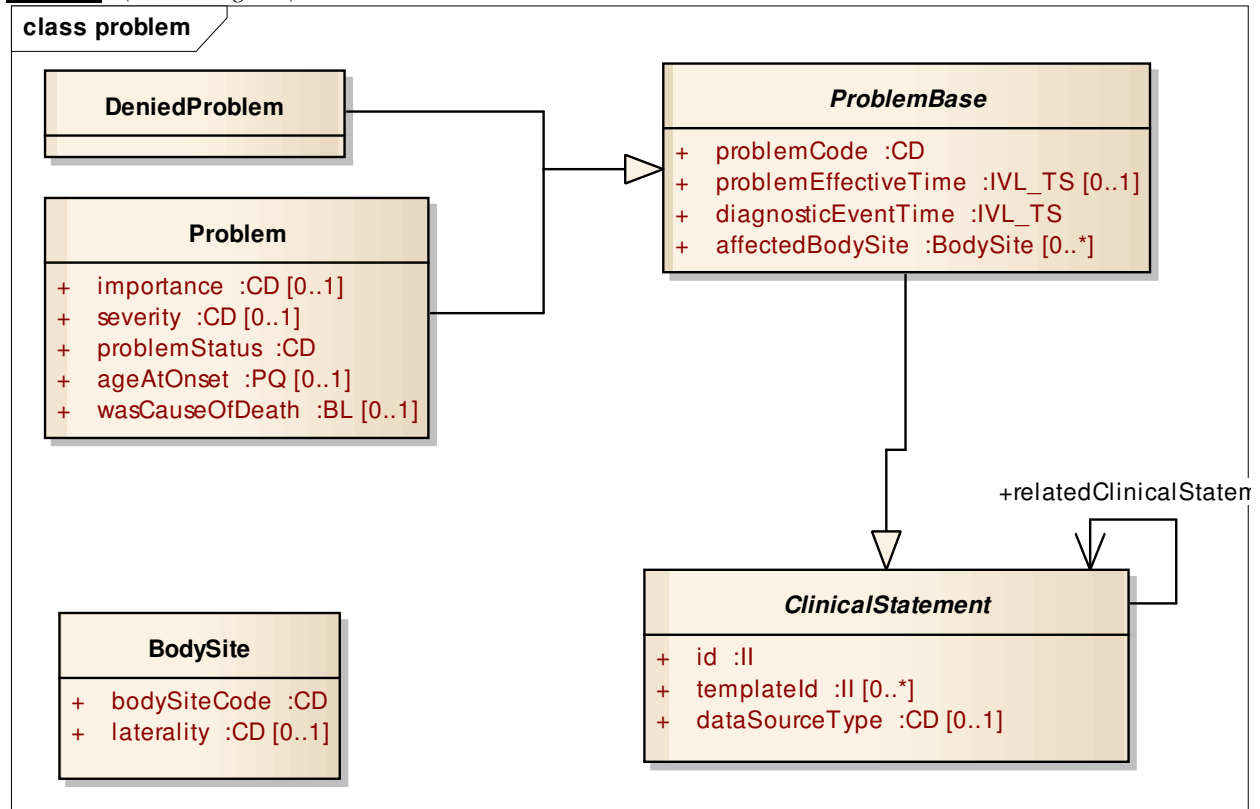 class problem
DeniedProblem
ProblemBase
+ problemCode :CD
+ problemEffectiveTime :IVL_TS [0..1]
+ diagnosticEventTime :IVL_TS
+ affectedBodySite :BodySite [0..*]
Problem
+ importance :CD [0..1]
+ severity :CD [0..1]
+ problemStatus :CD
+ ageAtOnset :PQ [0..1]
+ wasCauseOfDeath :BL [0..1]
+relatedClinicalStatem
ClinicalStatement
+ id :II
+ templateId :II [0..*]
+ dataSourceType :CD [0..1]
BodySite
+ bodySiteCode :CD
+ laterality :CD [0..1]